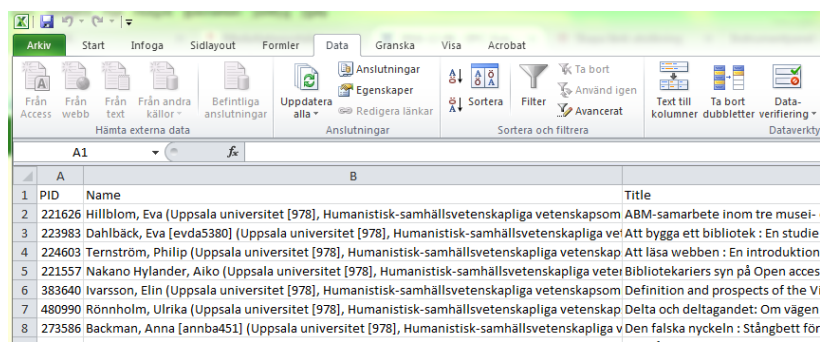 Arkiv Start Infoga Sidlayout Formler Data Granska Visa Acrobat
Från Access
Från webb
Från text
Från andra källor
Befintliga anslutningar
Hämta externa data
Uppdatera alla
Anslutningar
Egenskaper
Redigera länkar
Anslutningar
Sortera
Filter
Ta bort
Använd igen
Avancerat
Sortera och filtrera
Text till kolumner
Ta bort dubbletter
Data-verifiering
Dataverkty
A1 fx
A B
1 PID Name Title
2 221626 Hillblom, Eva (Uppsala universitet [978], Humanistisk-samhällsvetenskapliga vetenskapsom ABM-samarbete inom tre musei-
3 223983 Dahlbäck, Eva [evda5380] (Uppsala universitet [978], Humanistisk-samhällsvetenskapliga vet Att bygga ett bibliotek : En studie
4 224603 Ternström, Philip (Uppsala universitet [978], Humanistisk-samhällsvetenskapliga vetenskap Att läsa webben : En introduktion
5 221557 Nakano Hylander, Aiko (Uppsala universitet [978], Humanistisk-samhällsvetenskapliga veter Bibliotekariers syn på Open acces
6 383640 Ivarsson, Elin (Uppsala universitet [978], Humanistisk-samhällsvetenskapliga vetenskapsom Definition and prospects of the Vi
7 480990 Rönnholm, Ulrika (Uppsala universitet [978], Humanistisk-samhällsvetenskapliga vetenskap Delta och deltagandet: Om vägen
8 273586 Backman, Anna [annba451] (Uppsala universitet [978], Humanistisk-samhällsvetenskapliga v Den falska nyckeln : Stångbett för